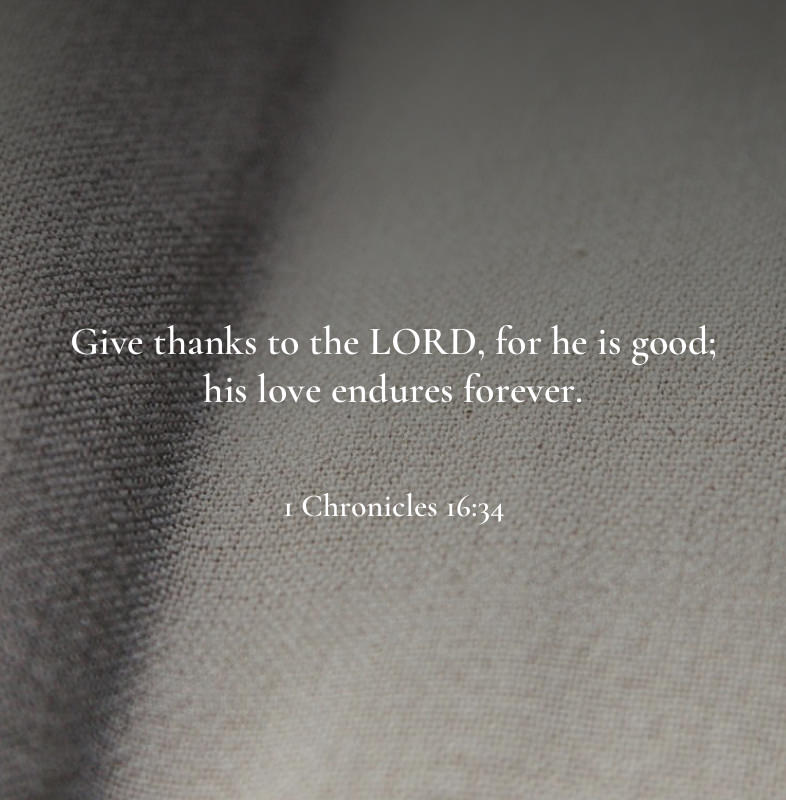 Give thanks to the LORD, for he is good;
his love endures forever.
1 Chronicles 16:34